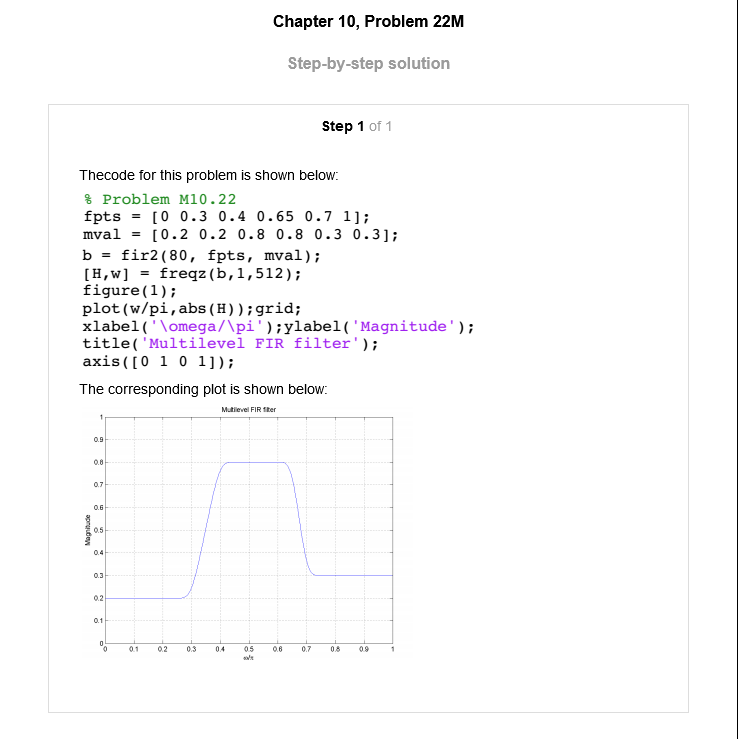 Chapter 10, Problem 22M
Step-by-step solution
Step 1 of 1
Thecode for this problem is shown below:
% Problem M10.22
fpts = [0 0.3 0.4 0.65 0.7 1];
mval = [0.2 0.2 0.8 0.8 0.3 0.3];
b = fir2(80, fpts, mval);
[H,w] = freqz(b,1,512);
figure(1);
plot(w/pi,abs(H));grid;
xlabel('\omega/\pi');ylabel('Magnitude');
title('Multilevel FIR filter');
axis([0 1 0 1]);
The corresponding plot is shown below:
Multilevel FIR filter
1
0.9
0.8
0.7
0.6
0.5
0.4
0.3
0.2
0.1
0
Magnitude
0 0.1 0.2 0.3 0.4 0.5 0.6 0.7 0.8 0.9 1
ω/π